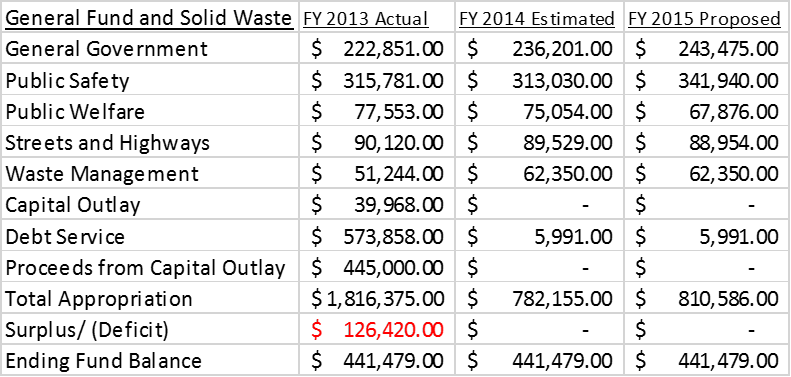 General Fund and Solid Waste FY 2013 Actual FY 2014 Estimated FY 2015 Proposed
General Government $ 222,851.00 $ 236,201.00 $ 243,475.00
Public Safety $ 315,781.00 $ 313,030.00 $ 341,940.00
Public Welfare $ 77,553.00 $ 75,054.00 $ 67,876.00
Streets and Highways $ 90,120.00 $ 89,529.00 $ 88,954.00
Waste Management $ 51,244.00 $ 62,350.00 $ 62,350.00
Capital Outlay $ 39,968.00 $ - $ -
Debt Service $ 573,858.00 $ 5,991.00 $ 5,991.00
Proceeds from Capital Outlay $ 445,000.00 $ - $ -
Total Appropriation $ 1,816,375.00 $ 782,155.00 $ 810,586.00
Surplus/ (Deficit) $ 126,420.00 $ - $ -
Ending Fund Balance $ 441,479.00 $ 441,479.00 $ 441,479.00